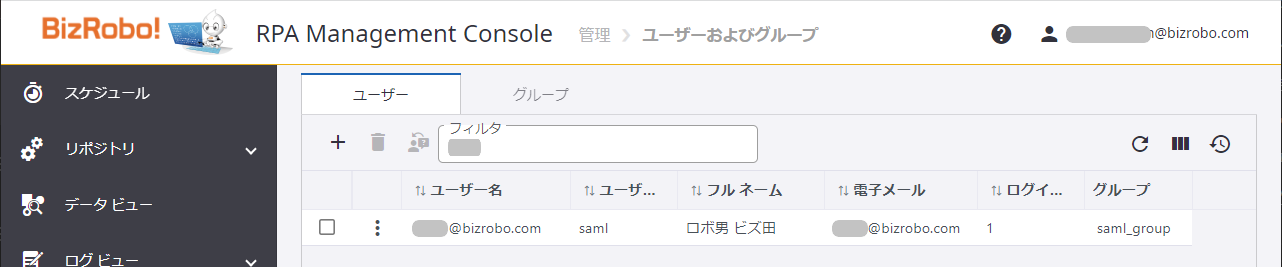 BizRobo! RPA Management Console 管理 ユーザーおよびグループ @bizrobo.com
スケジュール
ユーザー グループ
フィルタ
リポジトリ
ユーザー名 ユーザ... フル ネーム 電子メール ログイ... グループ
データ ビュー
@bizrobo.com saml ロボ男 ビズ田 @bizrobo.com 1 saml_group
ログ ビュー